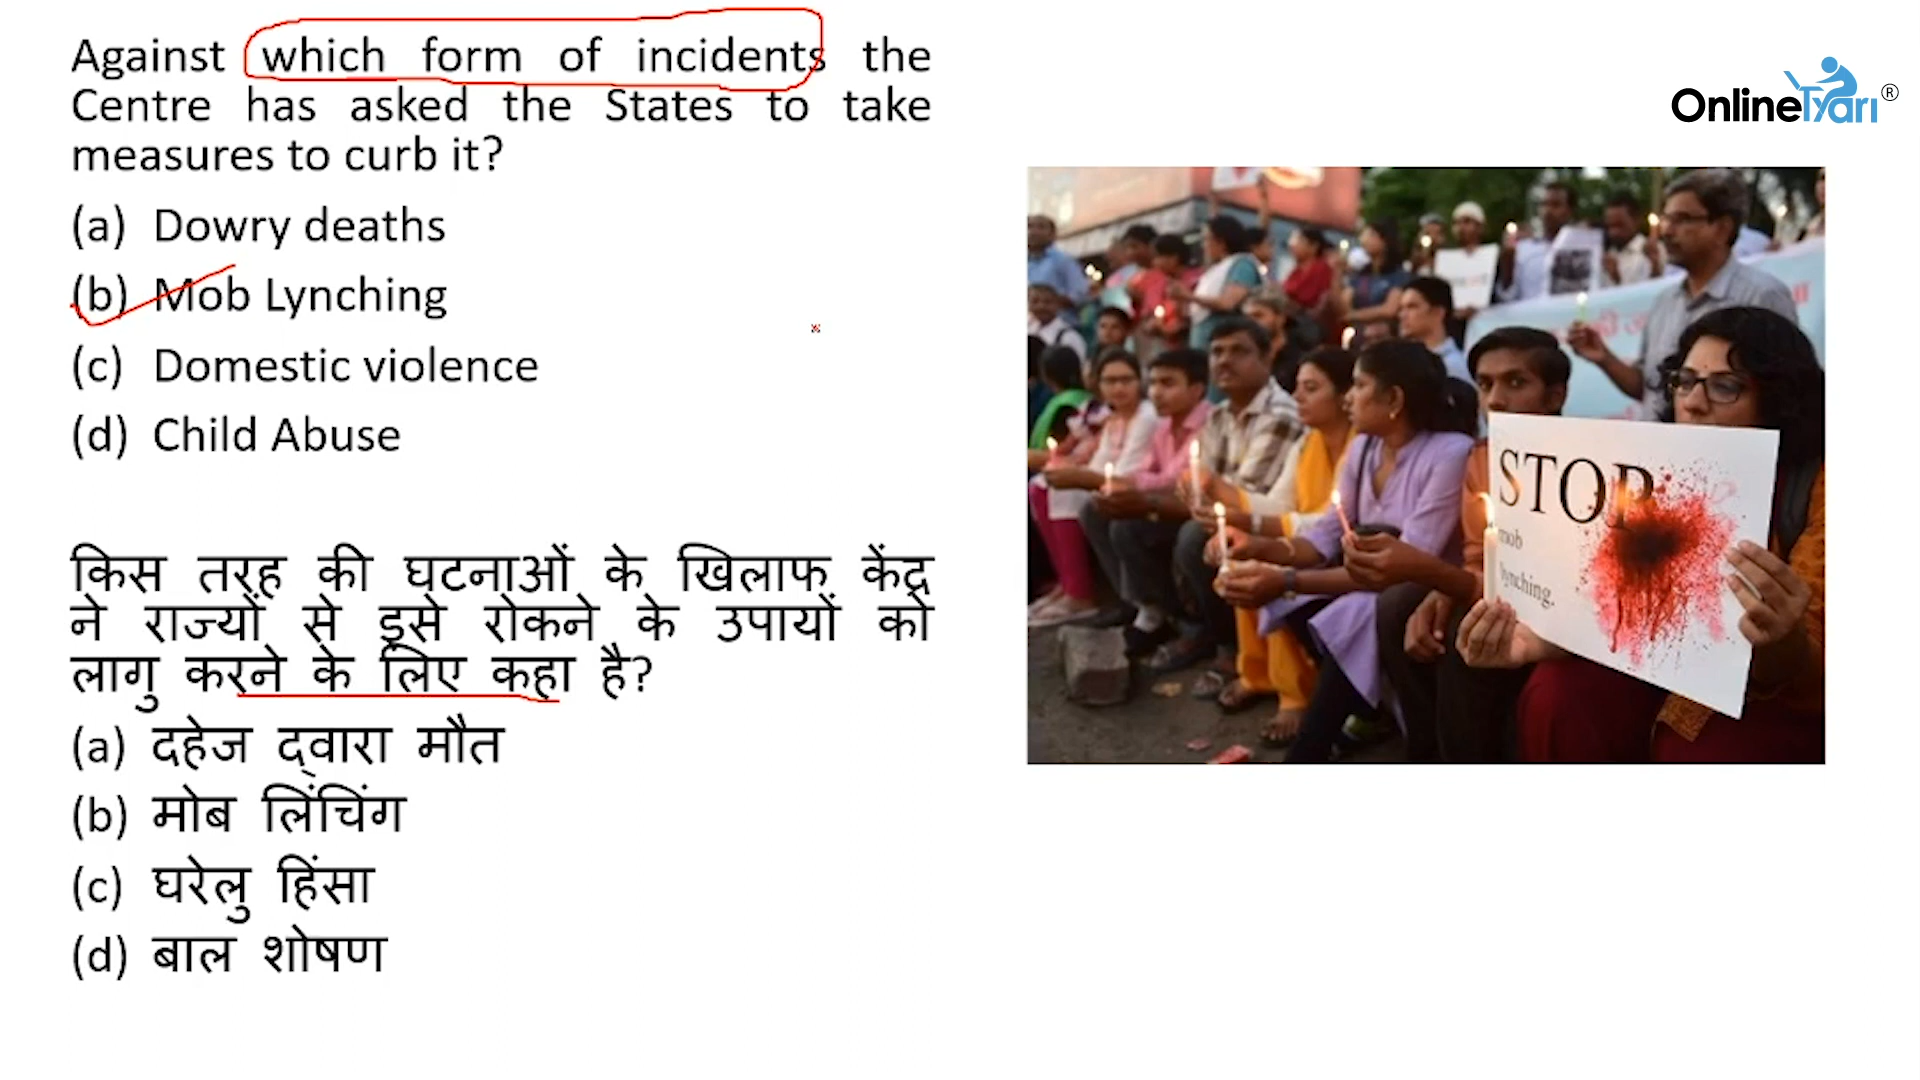 Against which form of incidents the
Centre has asked the States to take
measures to curb it?
(a) Dowry deaths
(b) Mob Lynching
(c) Domestic violence
(d) Child Abuse
किस तरह की घटनाओं के खिलाफ केंद्र
ने राज्यों से इसे रोकने के उपायों को
लागु करने के लिए कहा है?
(a) दहेज द्वारा मौत
(b) मोब लिंचिंग
(c) घरेलु हिंसा
(d) बाल शोषण
OnlineTyari®
STOP
mob
lynching.